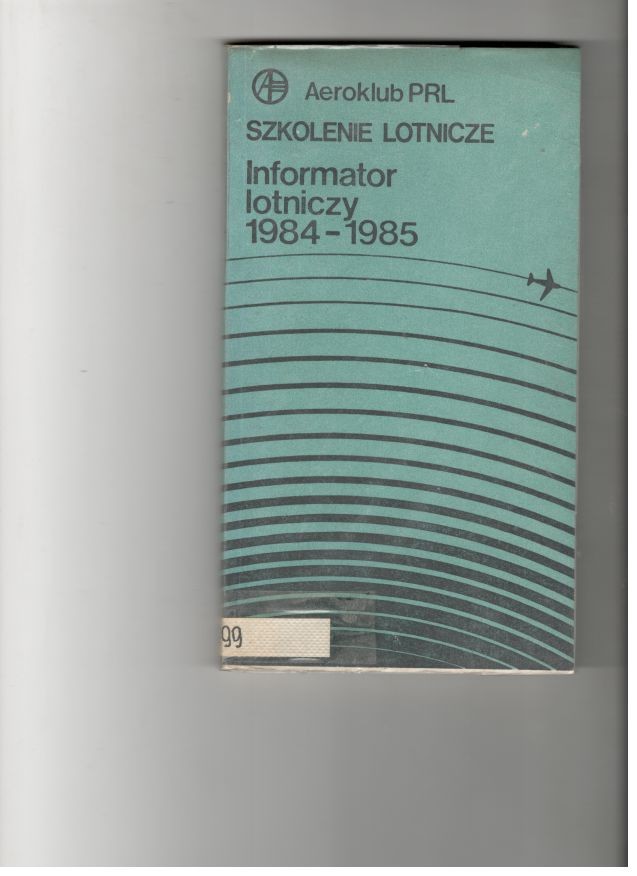 Aeroklub PRL
SZKOLENIE LOTNICZE
Informator
lotniczy
1984-1985
99